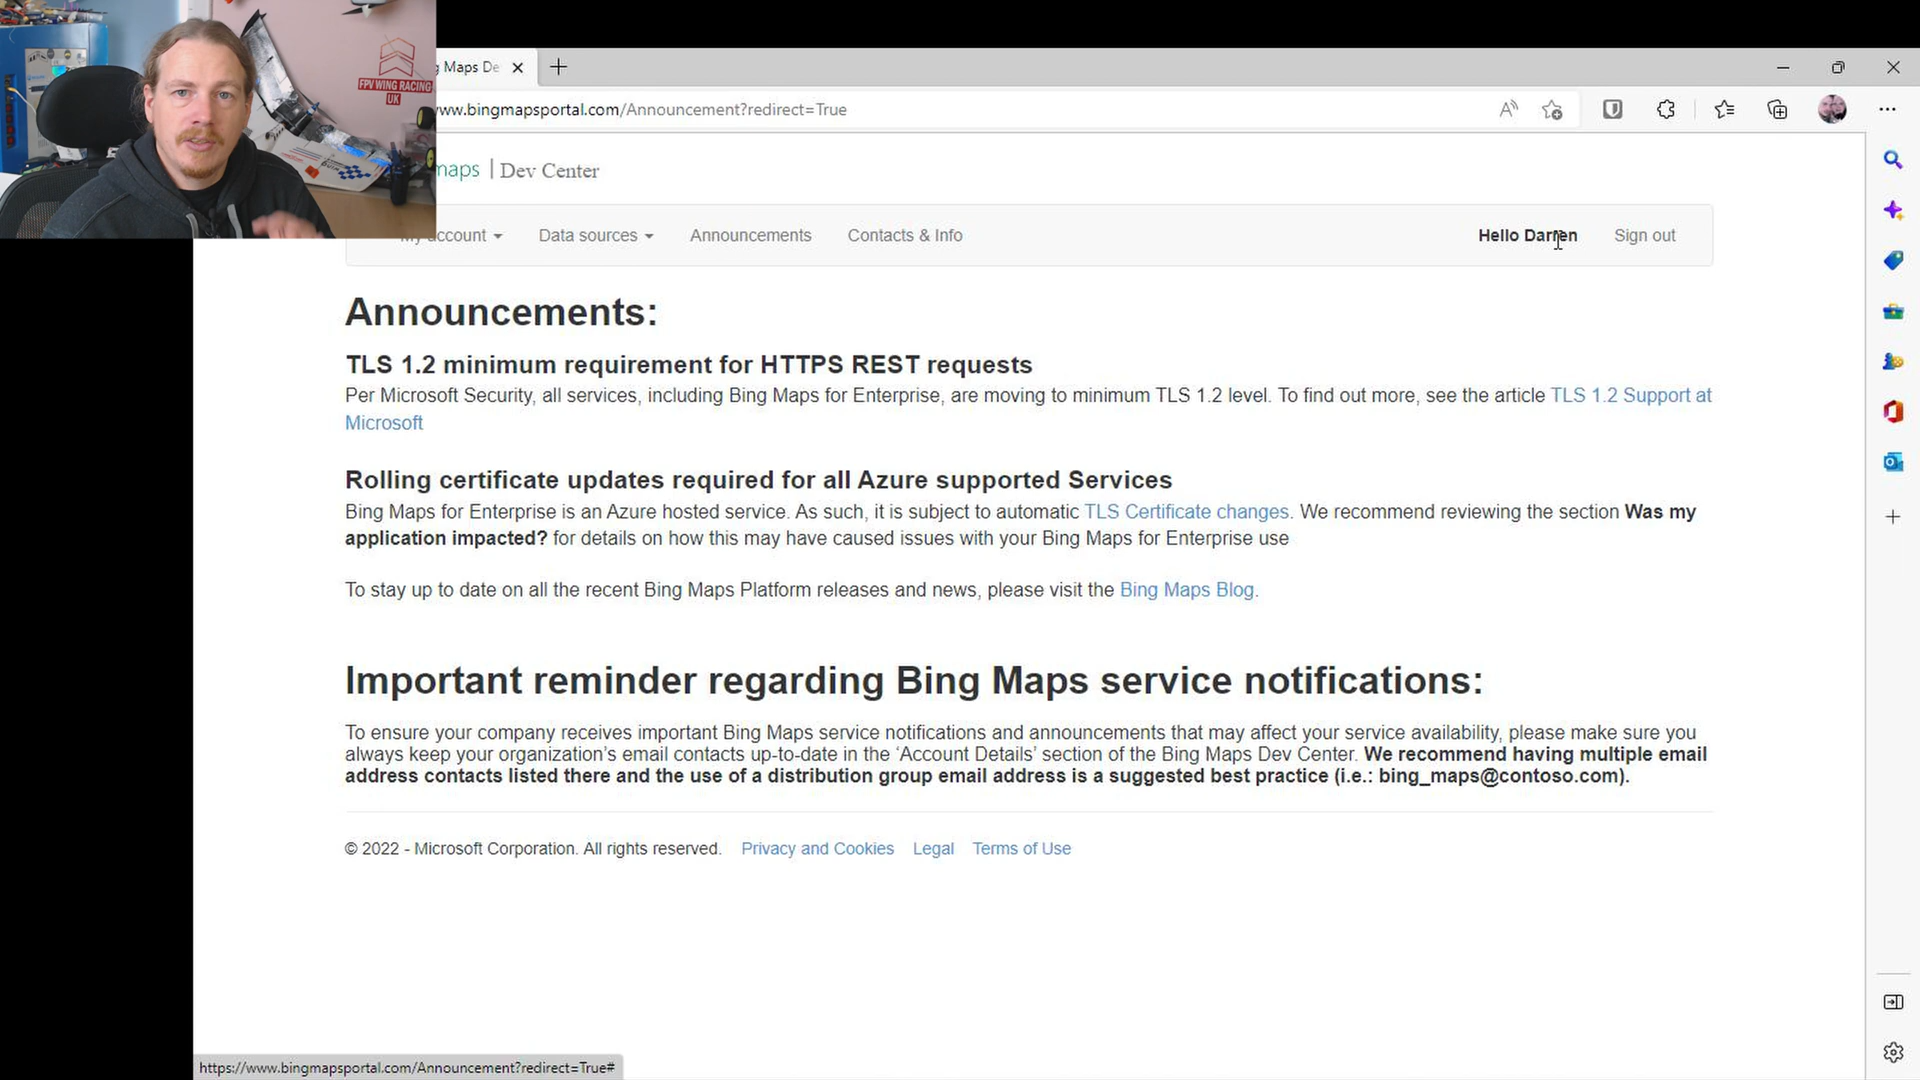 FPV WING RACING
UK
g Maps De
www.bingmapsportal.com/Announcement?redirect=True
maps | Dev Center
My account
Data sources
Announcements
Contacts & Info
Hello Darren
Sign out
Announcements:
TLS 1.2 minimum requirement for HTTPS REST requests
Per Microsoft Security, all services, including Bing Maps for Enterprise, are moving to minimum TLS 1.2 level. To find out more, see the article TLS 1.2 Support at
Microsoft
Rolling certificate updates required for all Azure supported Services
Bing Maps for Enterprise is an Azure hosted service. As such, it is subject to automatic TLS Certificate changes. We recommend reviewing the section Was my
application impacted? for details on how this may have caused issues with your Bing Maps for Enterprise use
To stay up to date on all the recent Bing Maps Platform releases and news, please visit the Bing Maps Blog.
Important reminder regarding Bing Maps service notifications:
To ensure your company receives important Bing Maps service notifications and announcements that may affect your service availability, please make sure you
always keep your organization's email contacts up-to-date in the ‘Account Details’ section of the Bing Maps Dev Center. We recommend having multiple email
address contacts listed there and the use of a distribution group email address is a suggested best practice (i.e.: bing_maps@contoso.com).
© 2022 - Microsoft Corporation. All rights reserved. Privacy and Cookies Legal Terms of Use
https://www.bingmapsportal.com/Announcement?redirect=True#